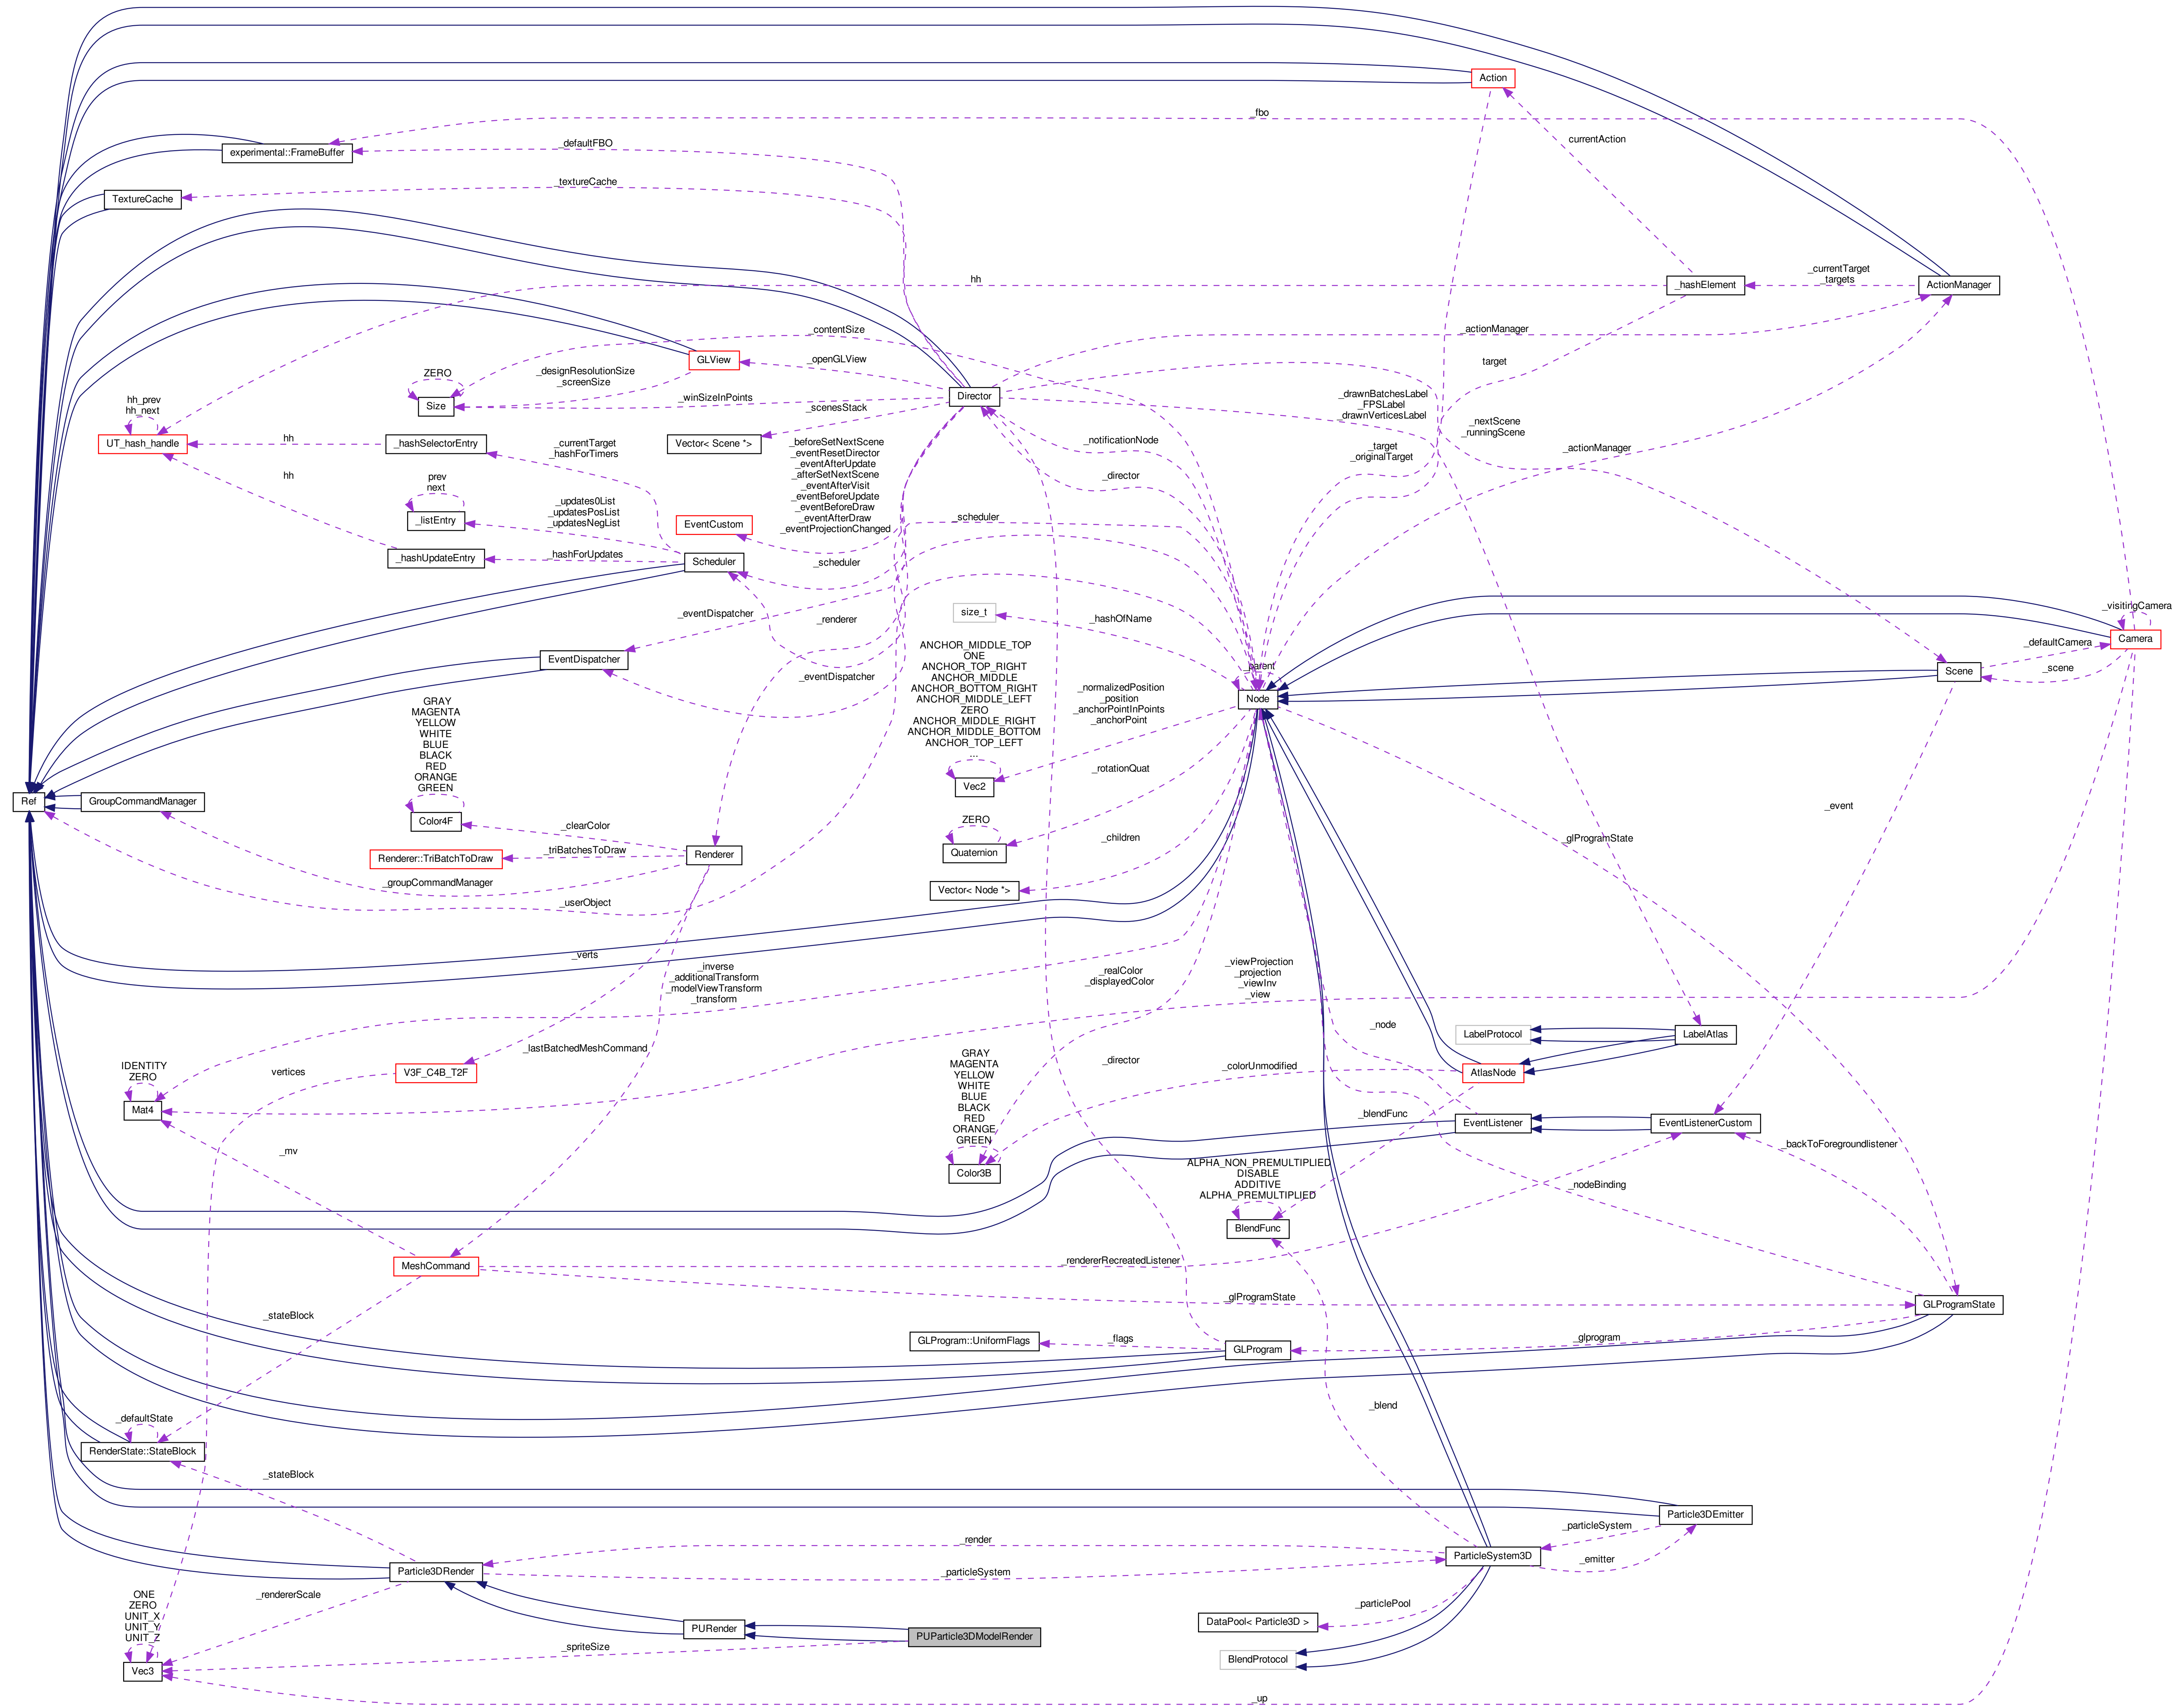 Action
_fbo
currentAction
_defaultFBO
experimental::FrameBuffer
_textureCache
TextureCache
hh
_currentTarget
_targets
_hashElement
ActionManager
_contentSize
_actionManager
GLView
_openGLView
target
ZERO
_designResolutionSize
_screenSize
Size
_winSizeInPoints
Director
_drawnBatchesLabel
_FPSLabel
_drawnVerticesLabel
hh_prev
hh_next
_scenesStack
_nextScene
_runningScene
UT_hash_handle
hh
_hashSelectorEntry
_currentTarget
_hashForTimers
Vector< Scene *>
_beforeSetNextScene
_eventResetDirector
_eventAfterUpdate
_afterSetNextScene
_eventAfterVisit
_eventBeforeUpdate
_eventBeforeDraw
_eventAfterDraw
_eventProjectionChanged
_notificationNode
_target
_originalTarget
_actionManager
hh
prev
next
_director
_listEntry
_updates0List
_updatesPosList
_updatesNegList
EventCustom
_scheduler
_hashUpdateEntry
_hashForUpdates
Scheduler
_scheduler
size_t
_hashOfName
_visitingCamera
_eventDispatcher
_renderer
Camera
_defaultCamera
EventDispatcher
ANCHOR_MIDDLE_TOP
ONE
ANCHOR_TOP_RIGHT
ANCHOR_MIDDLE
ANCHOR_BOTTOM_RIGHT
ANCHOR_MIDDLE_LEFT
ZERO
ANCHOR_MIDDLE_RIGHT
ANCHOR_MIDDLE_BOTTOM
ANCHOR_TOP_LEFT
...
_parent
Scene
_scene
_eventDispatcher
Node
_normalizedPosition
_position
_anchorPointInPoints
_anchorPoint
GRAY
MAGENTA
YELLOW
WHITE
BLUE
BLACK
RED
ORANGE
GREEN
_rotationQuat
Vec2
Ref
GroupCommandManager
_event
Color4F
_clearColor
ZERO
_children
_glProgramState
Renderer::TriBatchToDraw
_triBatchesToDraw
Renderer
Quaternion
_groupCommandManager
Vector< Node *>
_userObject
_verts
_inverse
_additionalTransform
_modelViewTransform
_transform
_realColor
_displayedColor
_viewProjection
_projection
_viewInv
_view
_node
LabelProtocol
LabelAtlas
_lastBatchedMeshCommand
IDENTITY
ZERO
vertices
V3F_C4B_T2F
GRAY
MAGENTA
YELLOW
WHITE
BLUE
BLACK
RED
ORANGE
GREEN
_director
_colorUnmodified
AtlasNode
Mat4
_blendFunc
EventListener
EventListenerCustom
_mv
_backToForegroundlistener
ALPHA_NON_PREMULTIPLIED
DISABLE
ADDITIVE
ALPHA_PREMULTIPLIED
Color3B
_nodeBinding
BlendFunc
MeshCommand
_rendererRecreatedListener
_glProgramState
GLProgramState
_stateBlock
GLProgram::UniformFlags
_flags
GLProgram
_glprogram
_defaultState
_blend
RenderState::StateBlock
_stateBlock
Particle3DEmitter
_particleSystem
_render
ParticleSystem3D
_emitter
Particle3DRender
_particleSystem
ONE
ZERO
UNIT_X
UNIT_Y
UNIT_Z
_rendererScale
_particlePool
DataPool< Particle3D >
PURender
PUParticle3DModelRender
_spriteSize
BlendProtocol
Vec3
_up